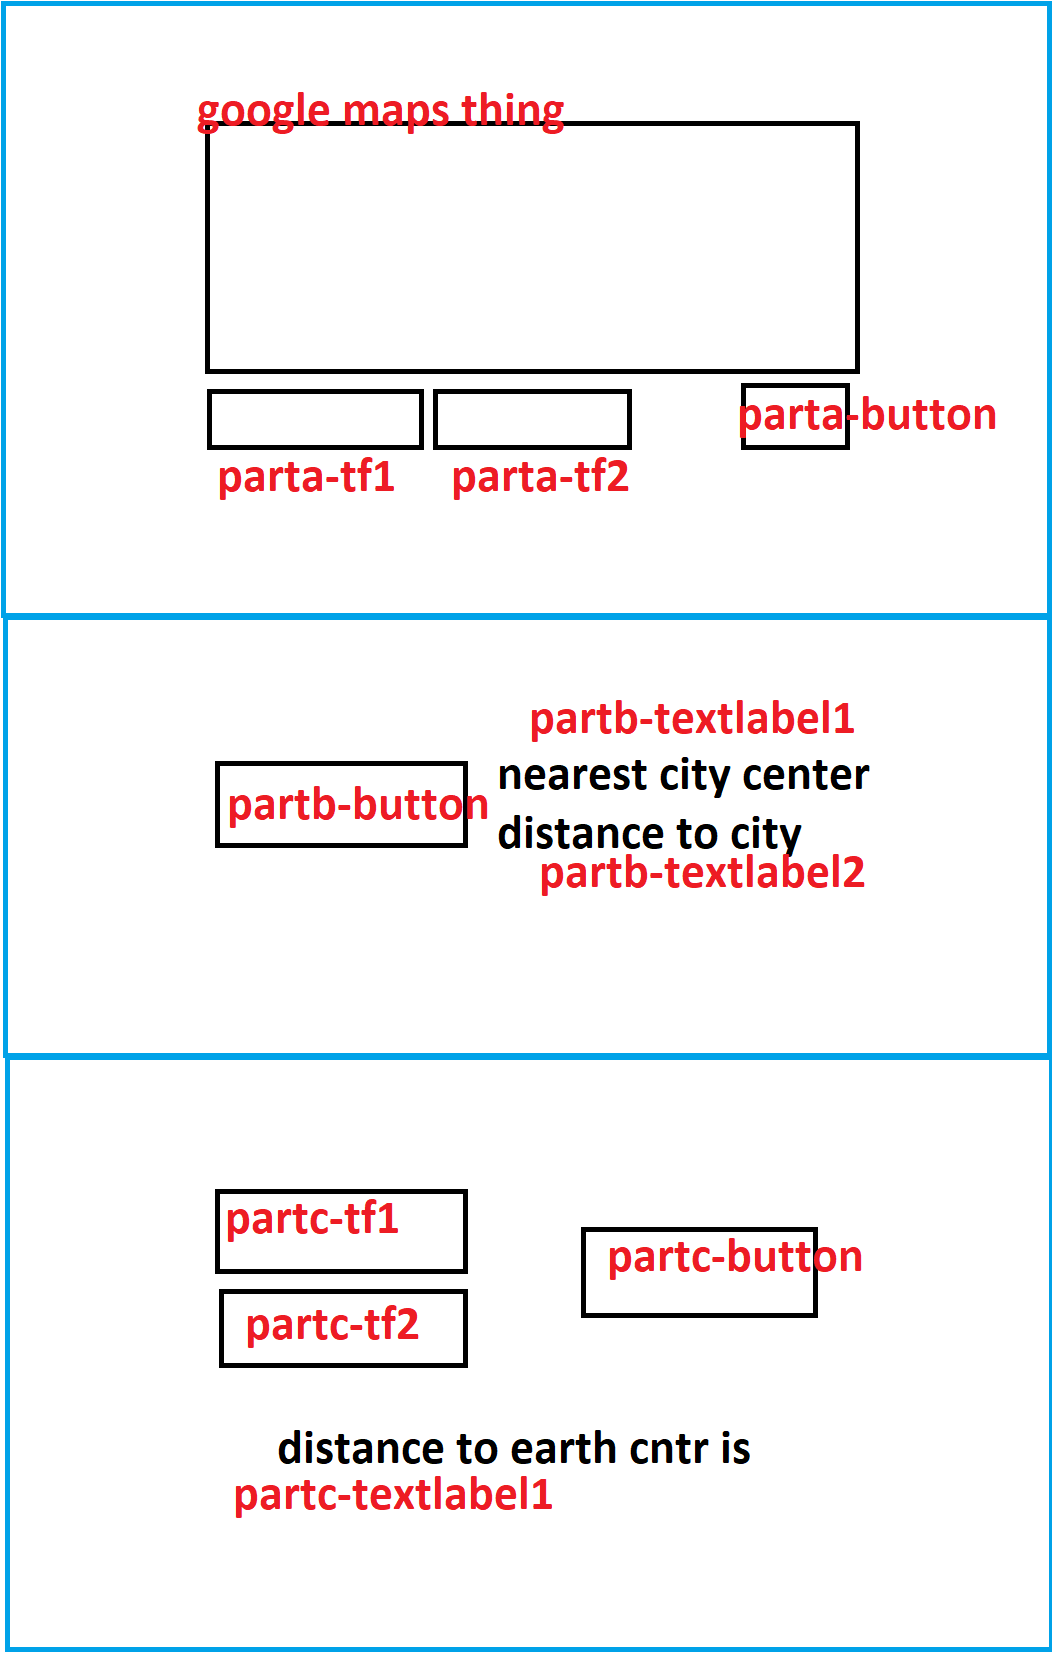 google maps thing
parta-button
parta-tf1
parta-tf2
partb-textlabel1
nearest city center
partb-button
distance to city
partb-textlabel2
partc-tf1
partc-button
partc-tf2
distance to earth cntr is
partc-textlabel1